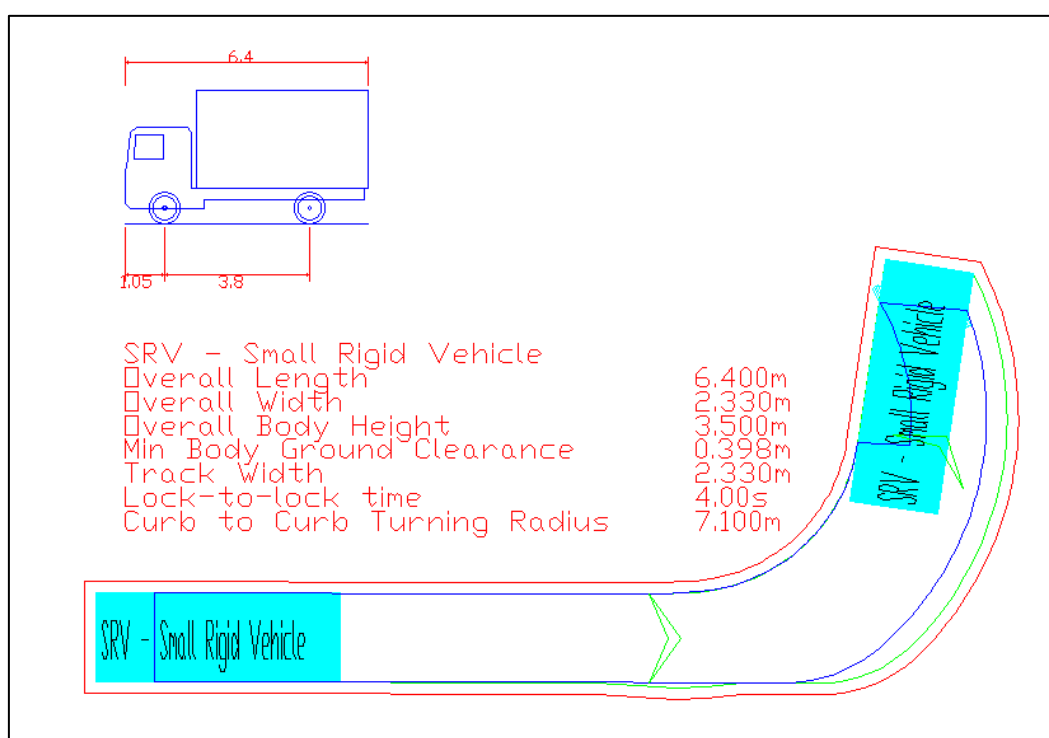 6.4
1.05 3.8
SRV - Small Rigid Vehicle
Overall Length 6.400m
Overall Width 2.330m
Overall Body Height 3.500m
Min Body Ground Clearance 0.398m
Track Width 2.330m
Lock-to-lock time 4.00s
Curb to Curb Turning Radius 7.100m
SRV - Small Rigid Vehicle
SRV - Small Rigid Vehicle